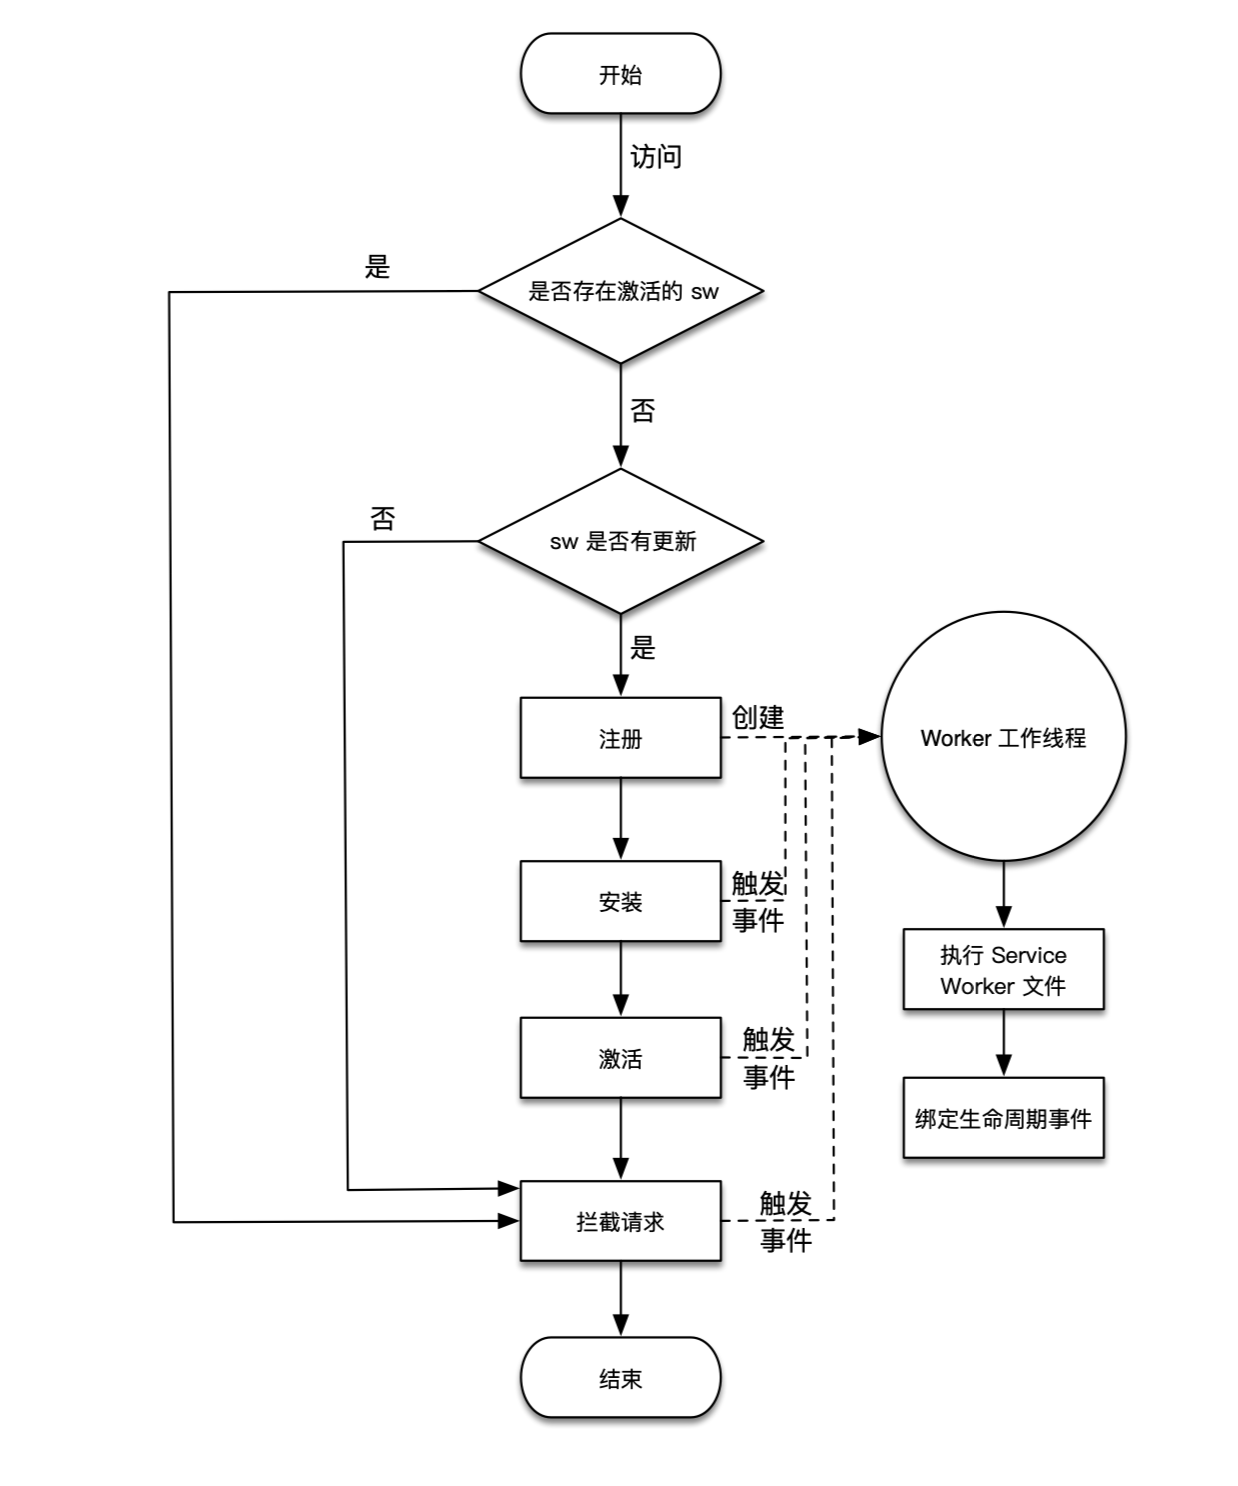 开始
访问
是
是否存在激活的 sw
否
否
sw 是否有更新
是
注册
创建
Worker 工作线程
安装
触发
事件
执行 Service
Worker 文件
激活
触发
事件
绑定生命周期事件
拦截请求
触发
事件
结束